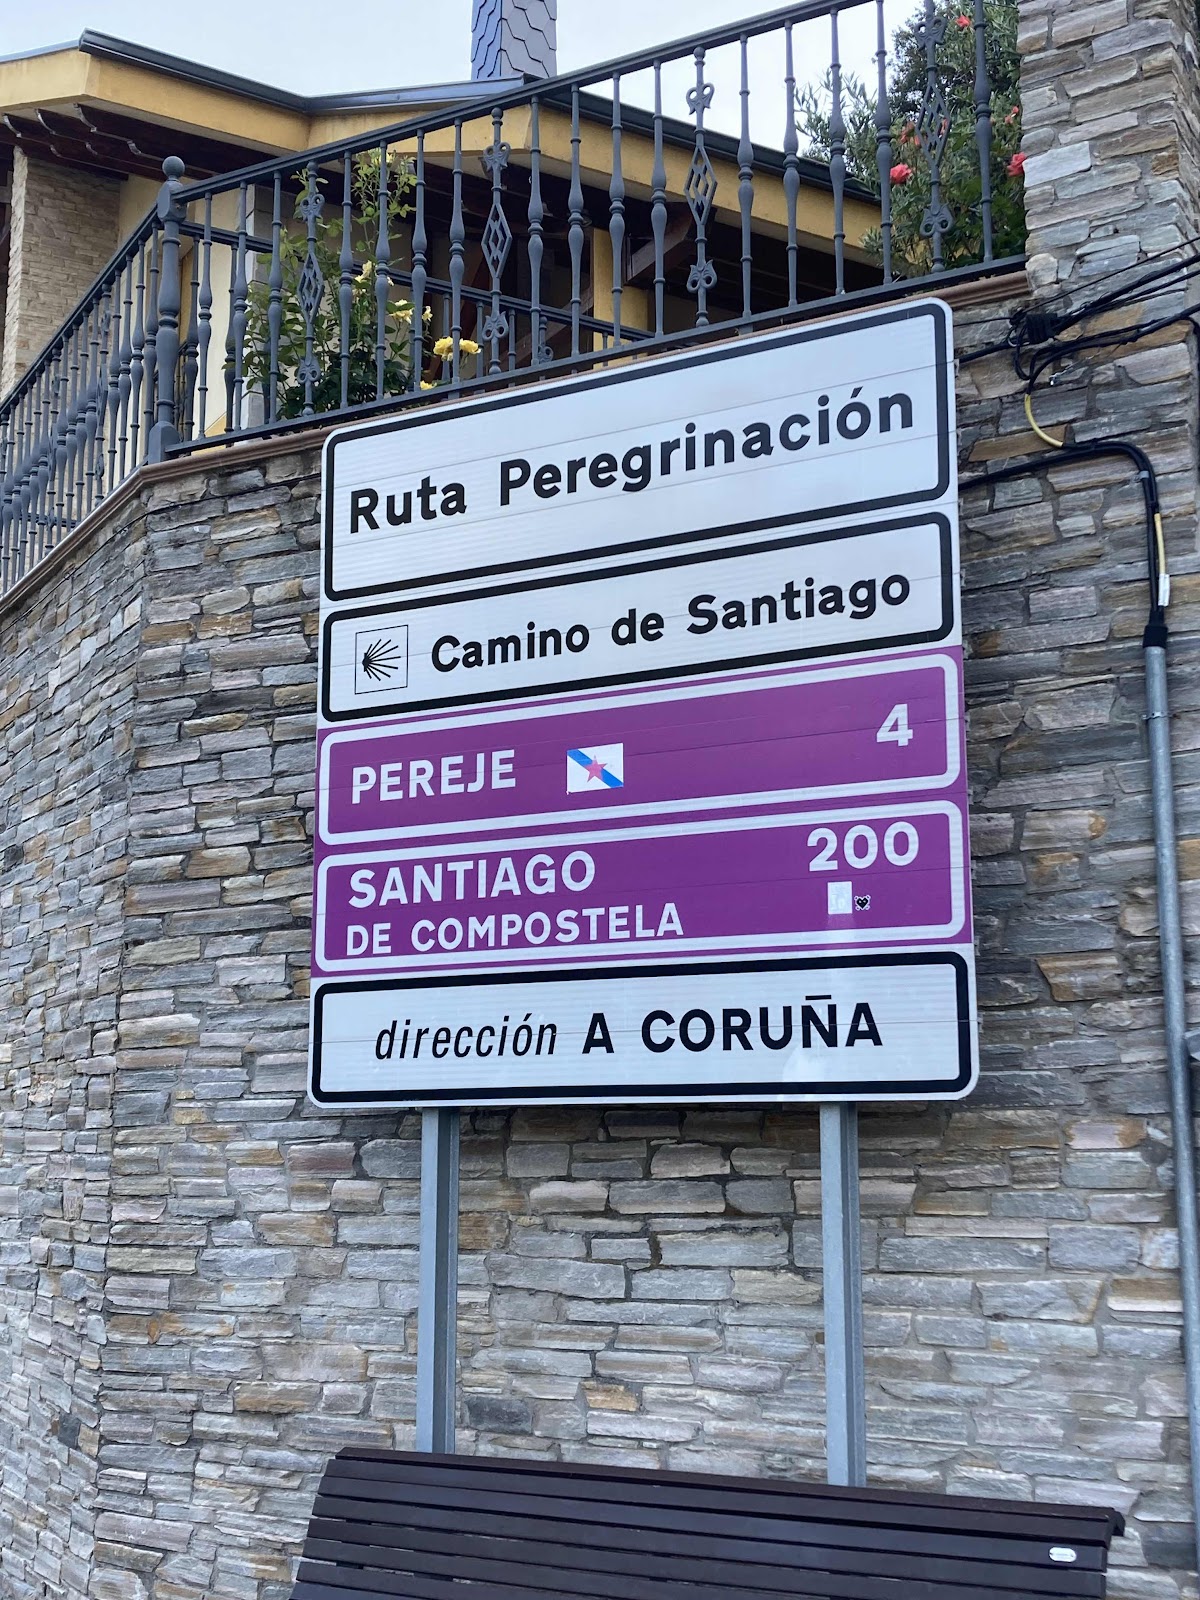 Ruta Peregrinación
Camino de Santiago
PEREJE 4
SANTIAGO 200
DE COMPOSTELA
dirección A CORUÑA